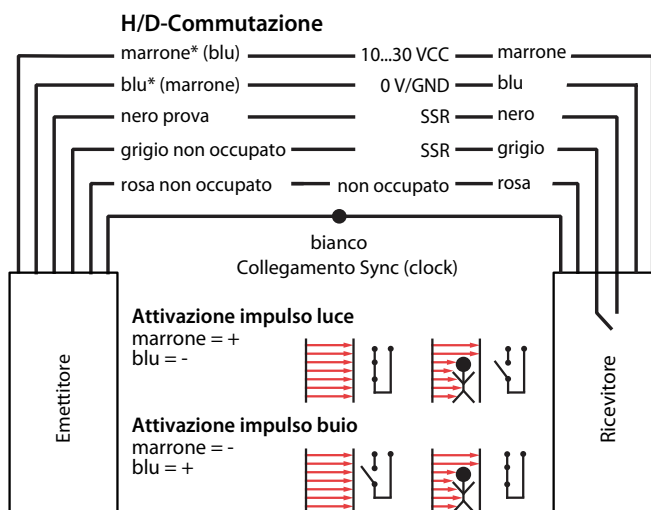 H/D-Commutazione
marrone* (blu) 10...30 VCC marrone
blu* (marrone) 0 V/GND blu
nero prova SSR nero
grigio non occupato SSR grigio
rosa non occupato non occupato rosa
bianco
Collegamento Sync (clock)
Attivazione impulso luce
marrone = +
blu = -
Attivazione impulso buio
marrone = -
blu = +
Emettitore
Ricevitore